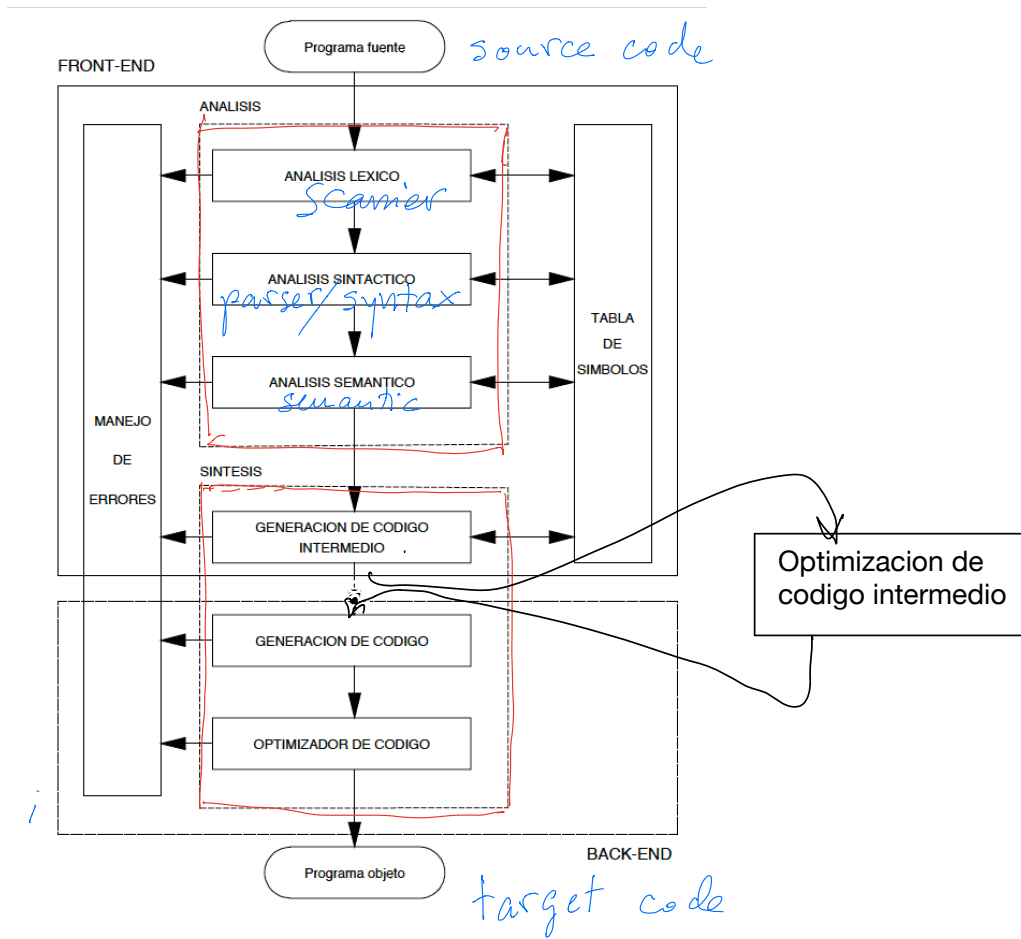 Programa fuente
source code
FRONT-END
ANALISIS
ANALISIS LEXICO
scanner
ANALISIS SINTACTICO
parser/syntax
ANALISIS SEMANTICO
semantic
TABLA
DE
SIMBOLOS
MANEJO
DE
ERRORES
SINTESIS
GENERACION DE CODIGO
INTERMEDIO
Optimizacion de
codigo intermedio
GENERACION DE CODIGO
OPTIMIZADOR DE CODIGO
i
BACK-END
Programa objeto
target code